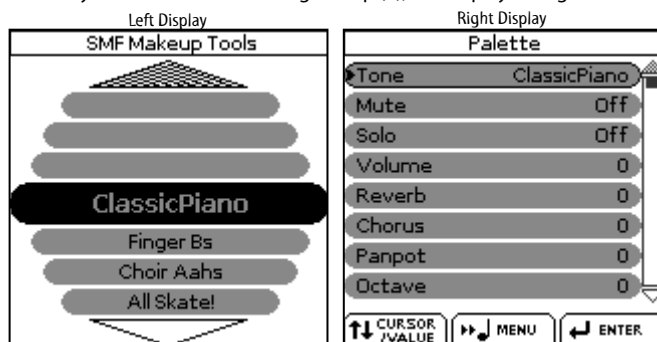 Left Display
SMF Makeup Tools
ClassicPiano
Finger Bs
Choir Aahs
All Skate!
Right Display
Palette
Tone ClassicPiano
Mute Off
Solo Off
Volume 0
Reverb 0
Chorus 0
Panpot 0
Octave 0
CURSOR
/VALUE
MENU
ENTER